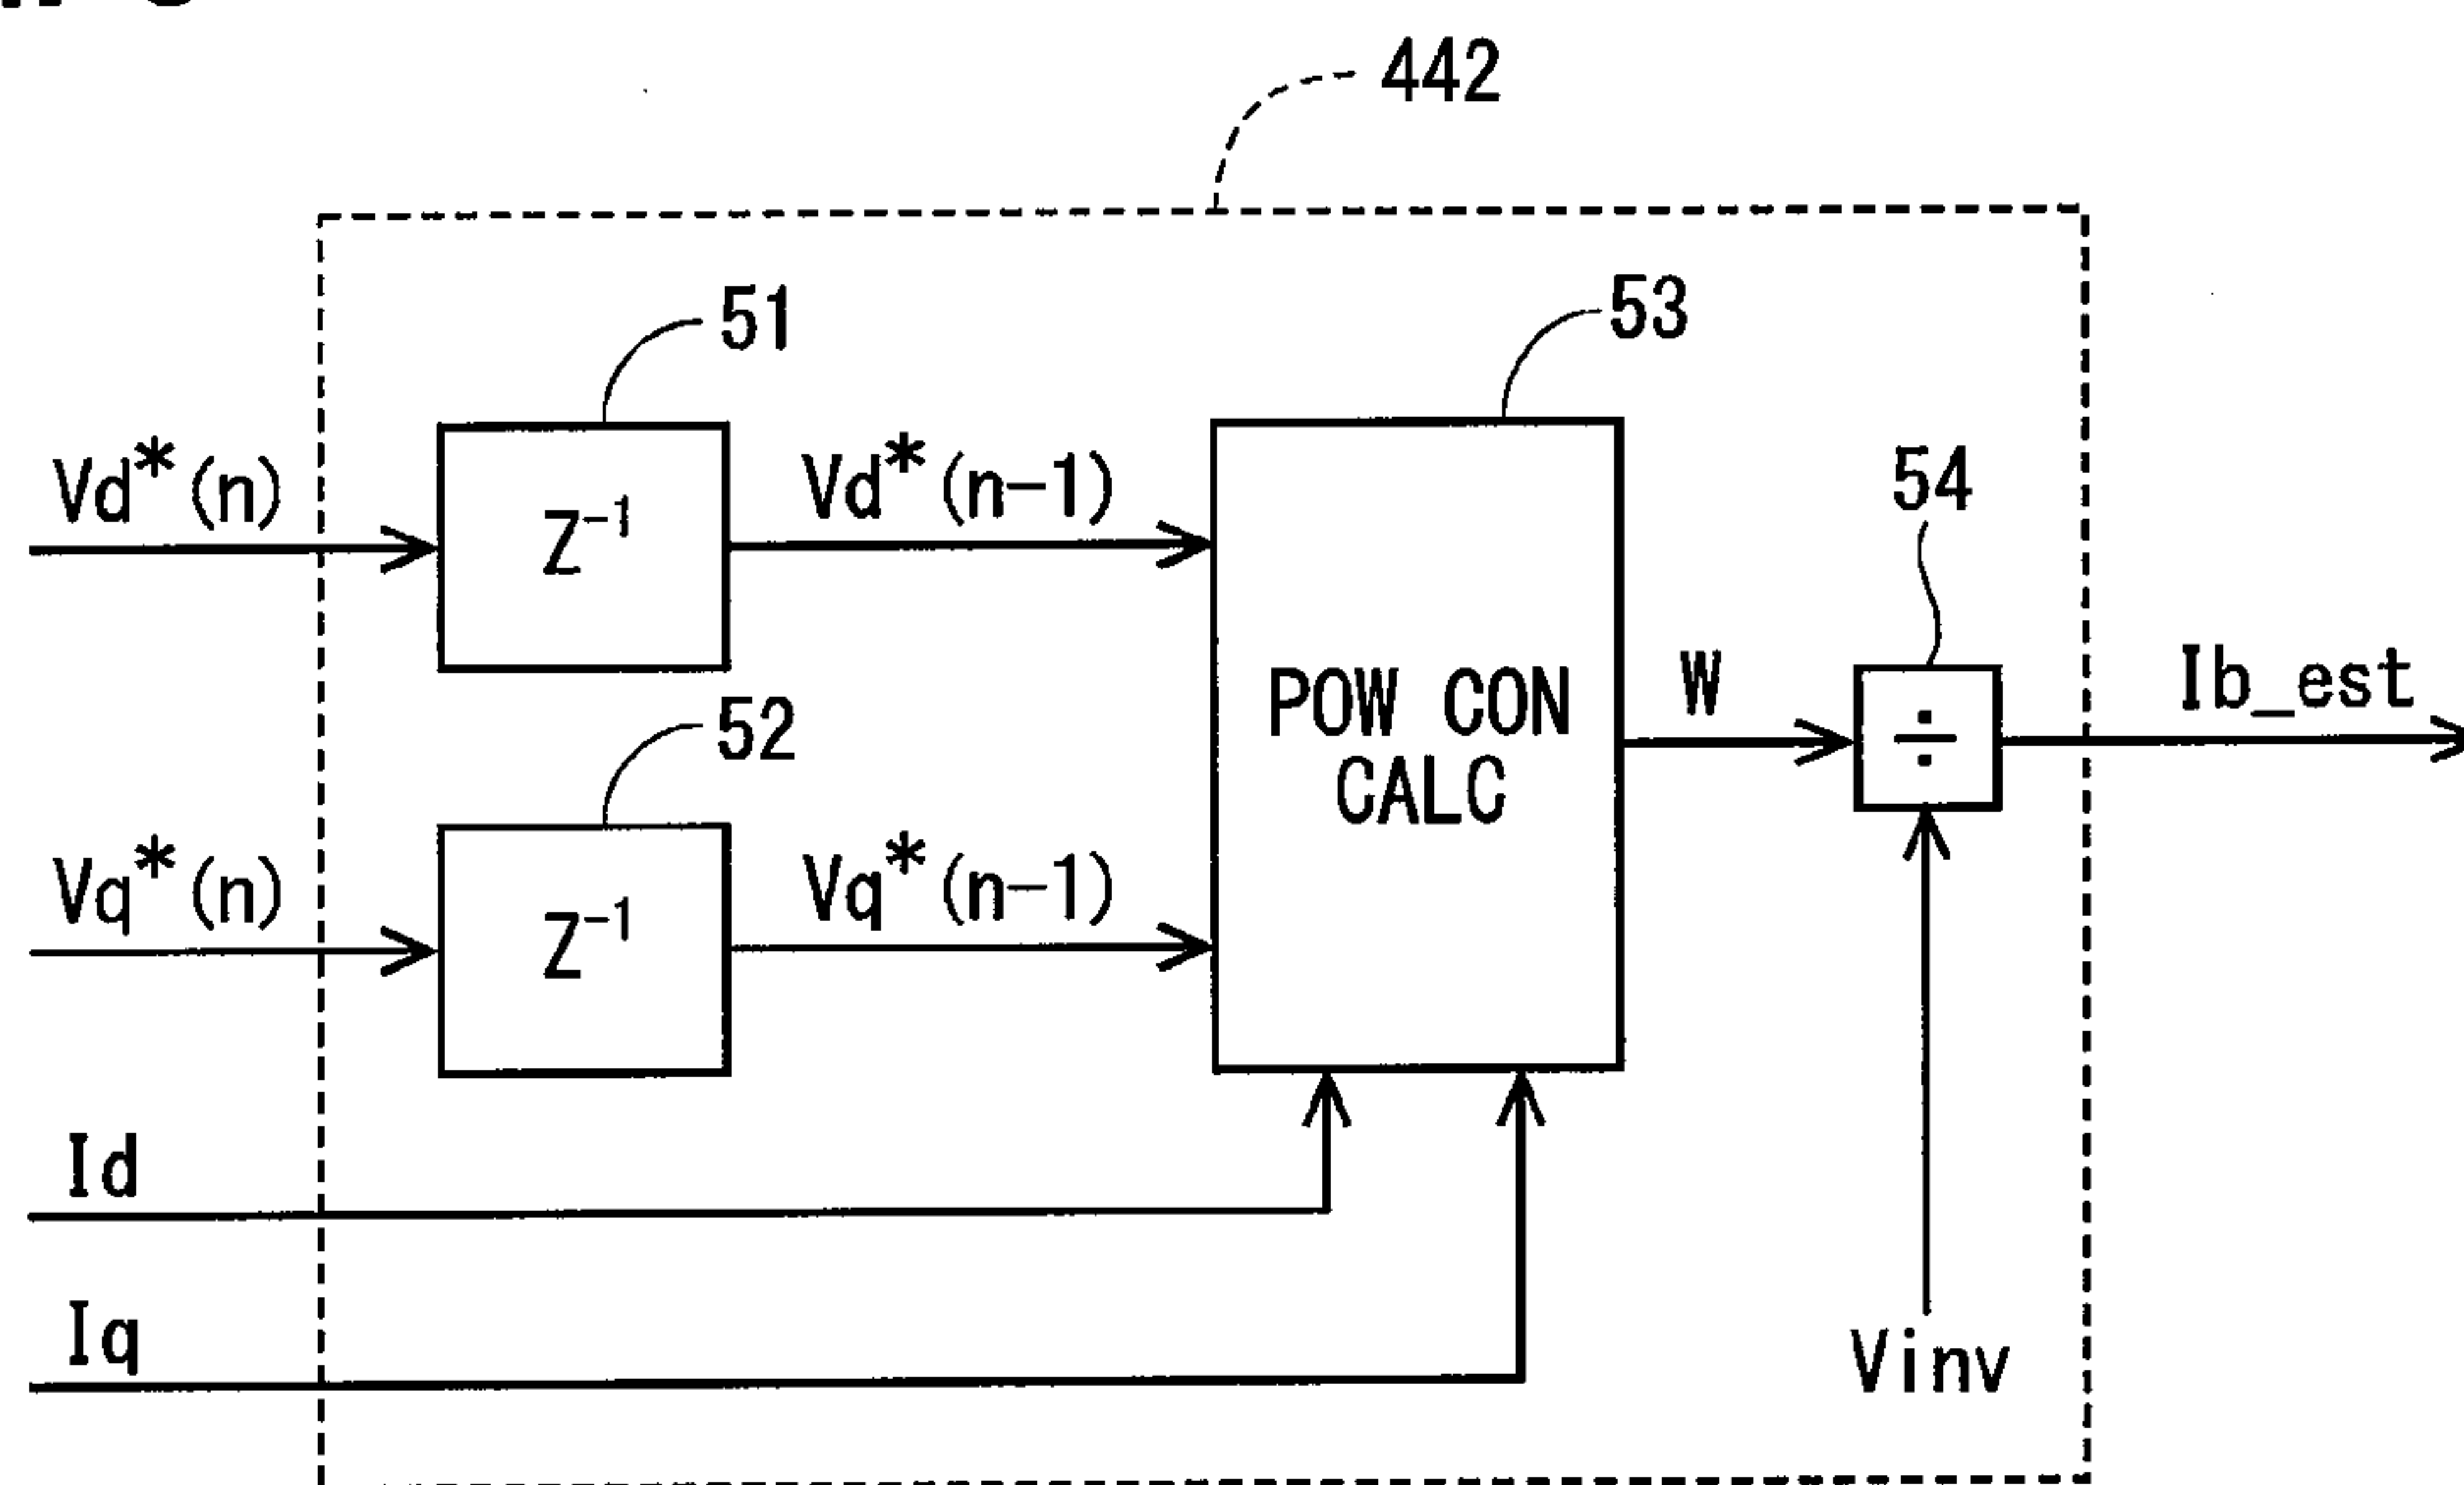 442
51
53
54
Vd*(n)
Z⁻¹
Vd*(n-1)
POW CON
CALC
W
÷
Ib_est
52
Vq*(n)
Z⁻¹
Vq*(n-1)
Id
Iq
Vinv